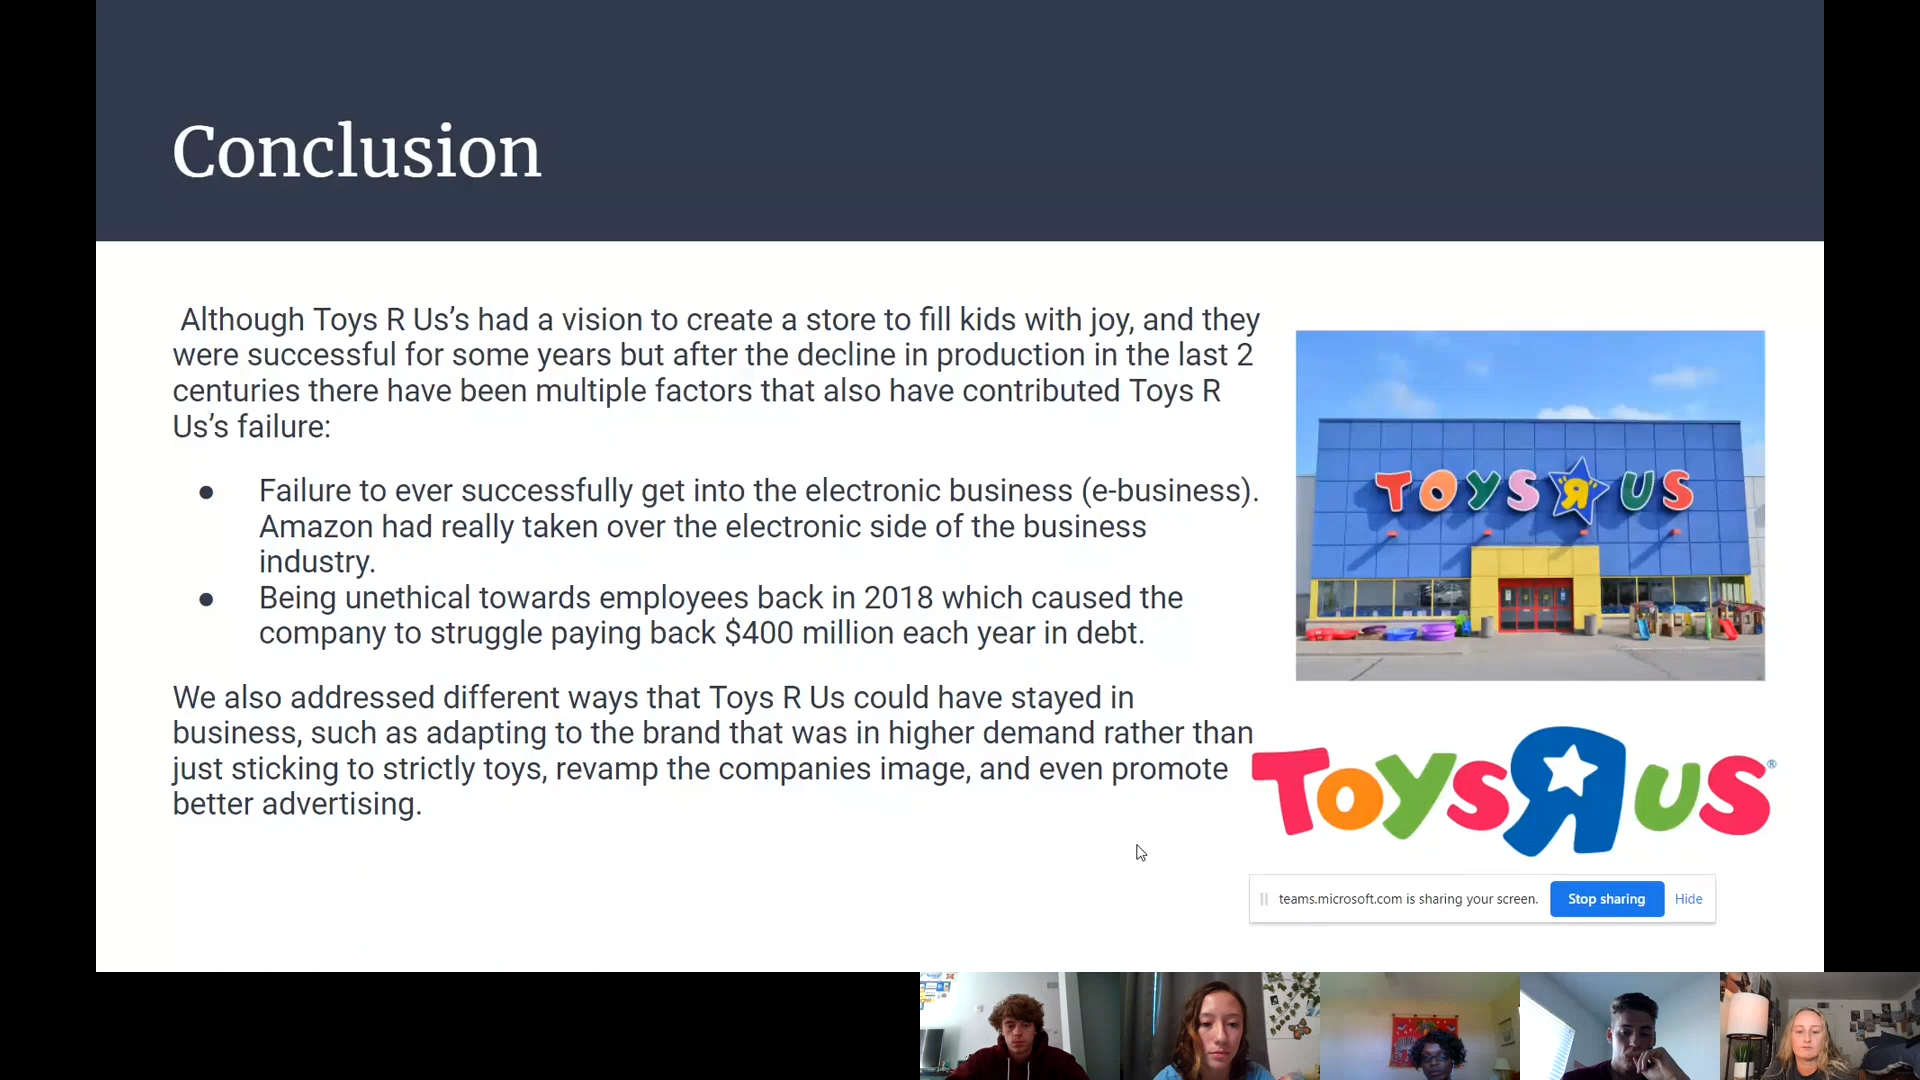 Conclusion
Although Toys R Us’s had a vision to create a store to fill kids with joy, and they
were successful for some years but after the decline in production in the last 2
centuries there have been multiple factors that also have contributed Toys R
Us’s failure:
● Failure to ever successfully get into the electronic business (e-business).
Amazon had really taken over the electronic side of the business
industry.
● Being unethical towards employees back in 2018 which caused the
company to struggle paying back $400 million each year in debt.
We also addressed different ways that Toys R Us could have stayed in
business, such as adapting to the brand that was in higher demand rather than
just sticking to strictly toys, revamp the companies image, and even promote
better advertising.
TOYS "R" US
ToysRus®
teams.microsoft.com is sharing your screen. Stop sharing Hide